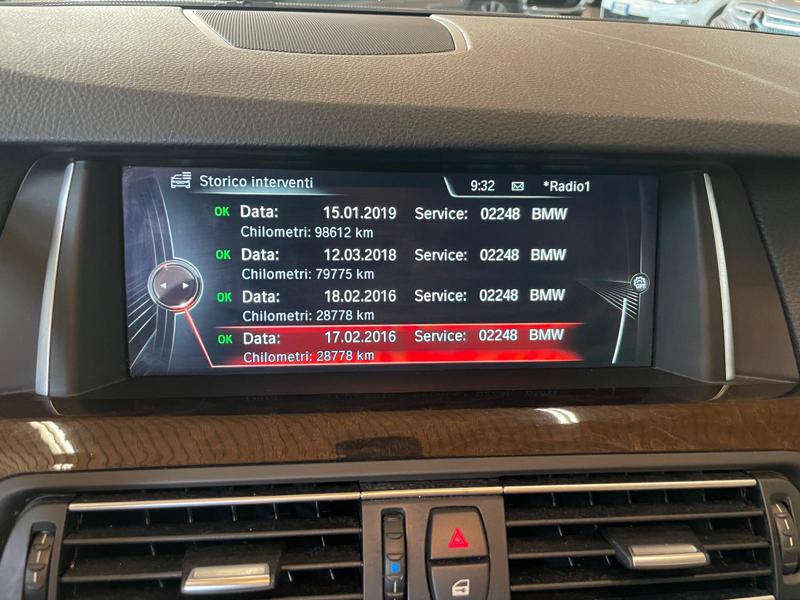 Storico interventi 9:32 *Radio1
OK Data: 15.01.2019 Service: 02248 BMW
Chilometri: 98612 km
OK Data: 12.03.2018 Service: 02248 BMW
Chilometri: 79775 km
OK Data: 18.02.2016 Service: 02248 BMW
Chilometri: 28778 km
OK Data: 17.02.2016 Service: 02248 BMW
Chilometri: 28778 km
OFF